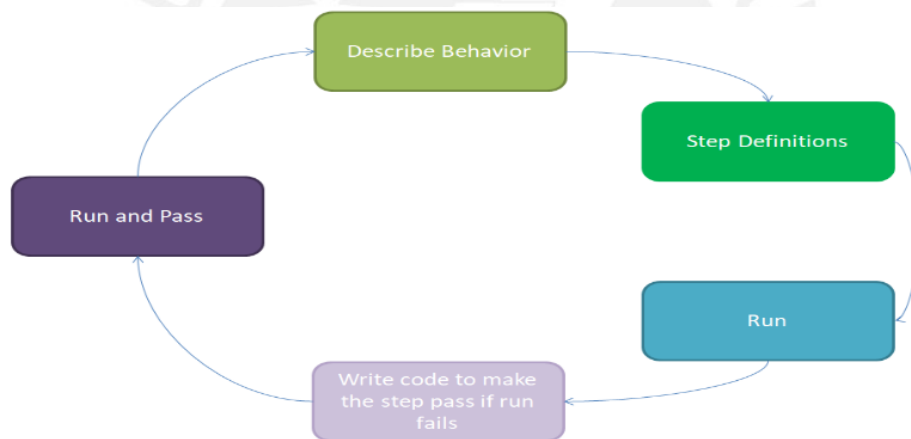 Describe Behavior
Step Definitions
Run
Write code to make
the step pass if run
fails
Run and Pass